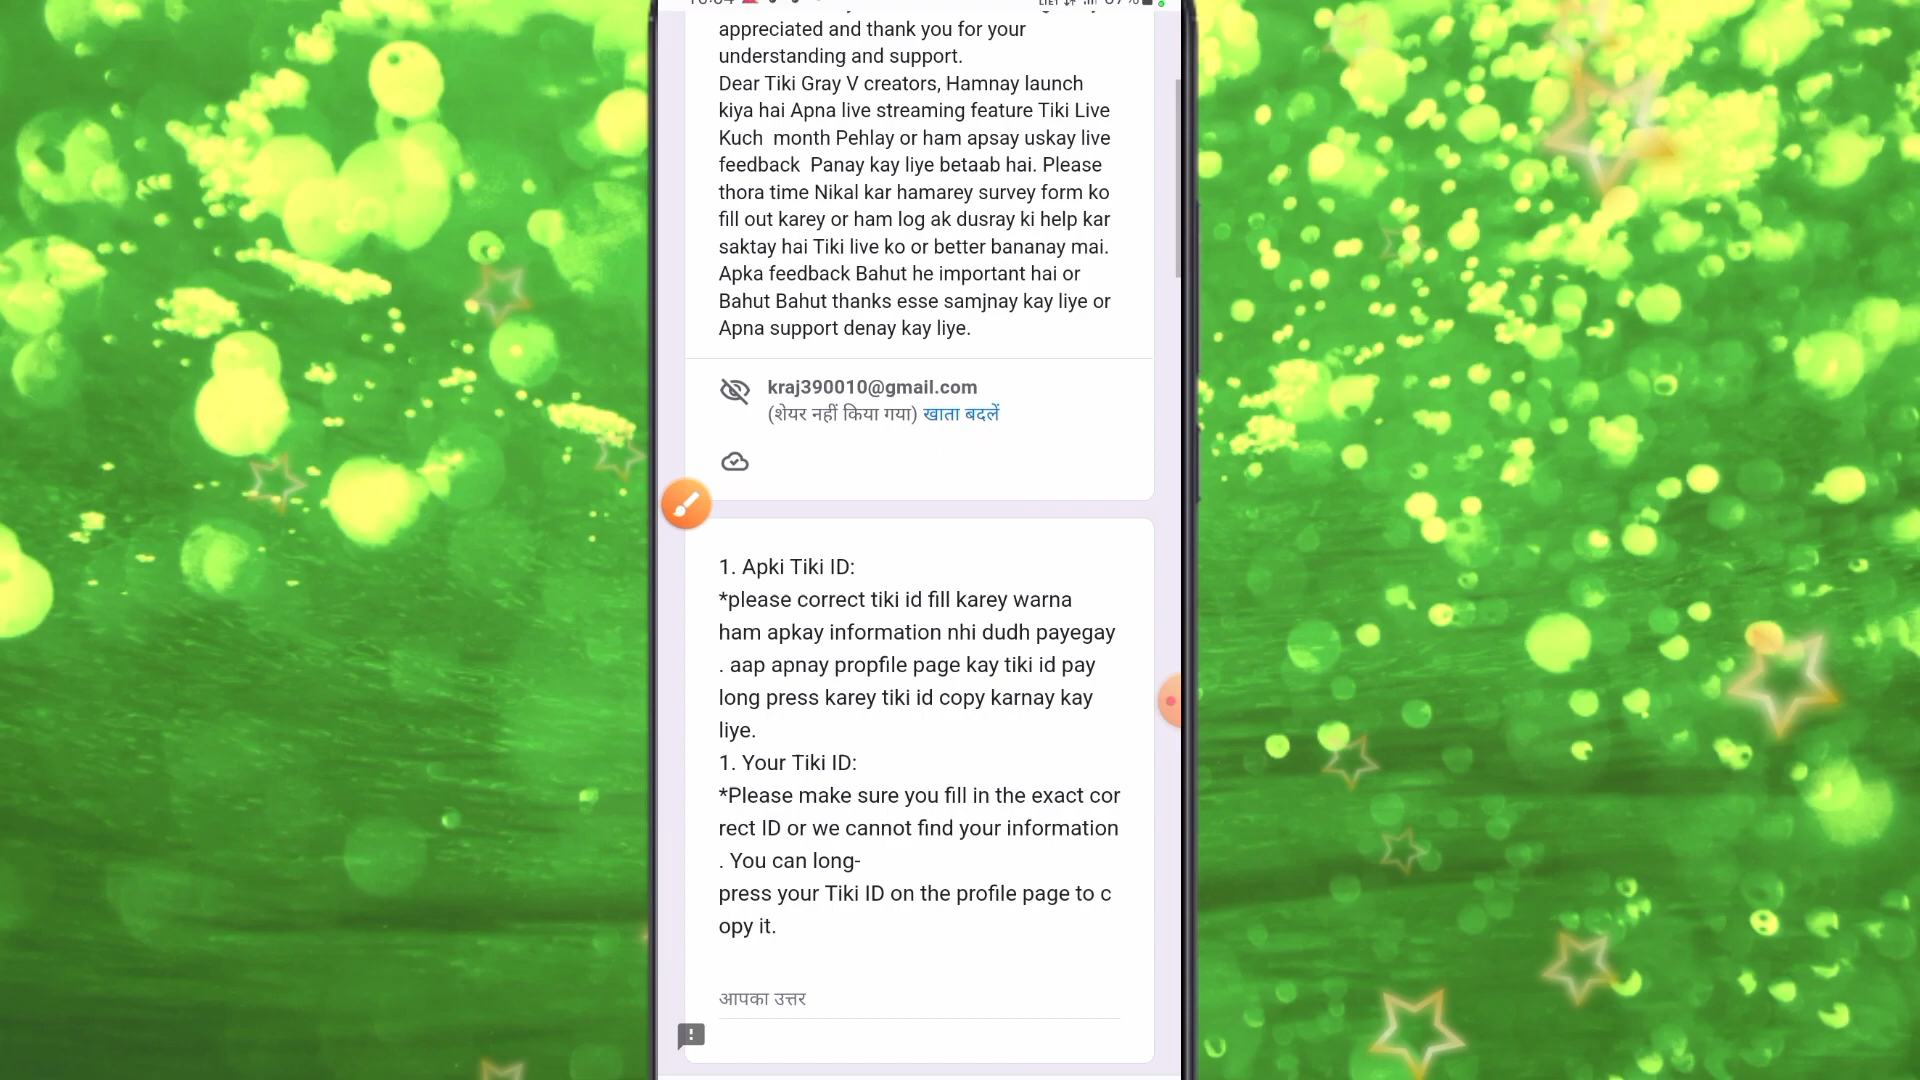 appreciated and thank you for your
understanding and support.
Dear Tiki Gray V creators, Hamnay launch
kiya hai Apna live streaming feature Tiki Live
Kuch  month Pehlay or ham apsay uskay live
feedback  Panay kay liye betaab hai. Please
thora time Nikal kar hamarey survey form ko
fill out karey or ham log ak dusray ki help kar
saktay hai Tiki live ko or better bananay mai.
Apka feedback Bahut he important hai or
Bahut Bahut thanks esse samjnay kay liye or
Apna support denay kay liye.
kraj390010@gmail.com
(शेयर नहीं किया गया) खाता बदलें
1. Apki Tiki ID:
*please correct tiki id fill karey warna
ham apkay information nhi dudh payegay
. aap apnay propfile page kay tiki id pay
long press karey tiki id copy karnay kay
liye.
1. Your Tiki ID:
*Please make sure you fill in the exact cor
rect ID or we cannot find your information
. You can long-
press your Tiki ID on the profile page to c
opy it.
आपका उत्तर